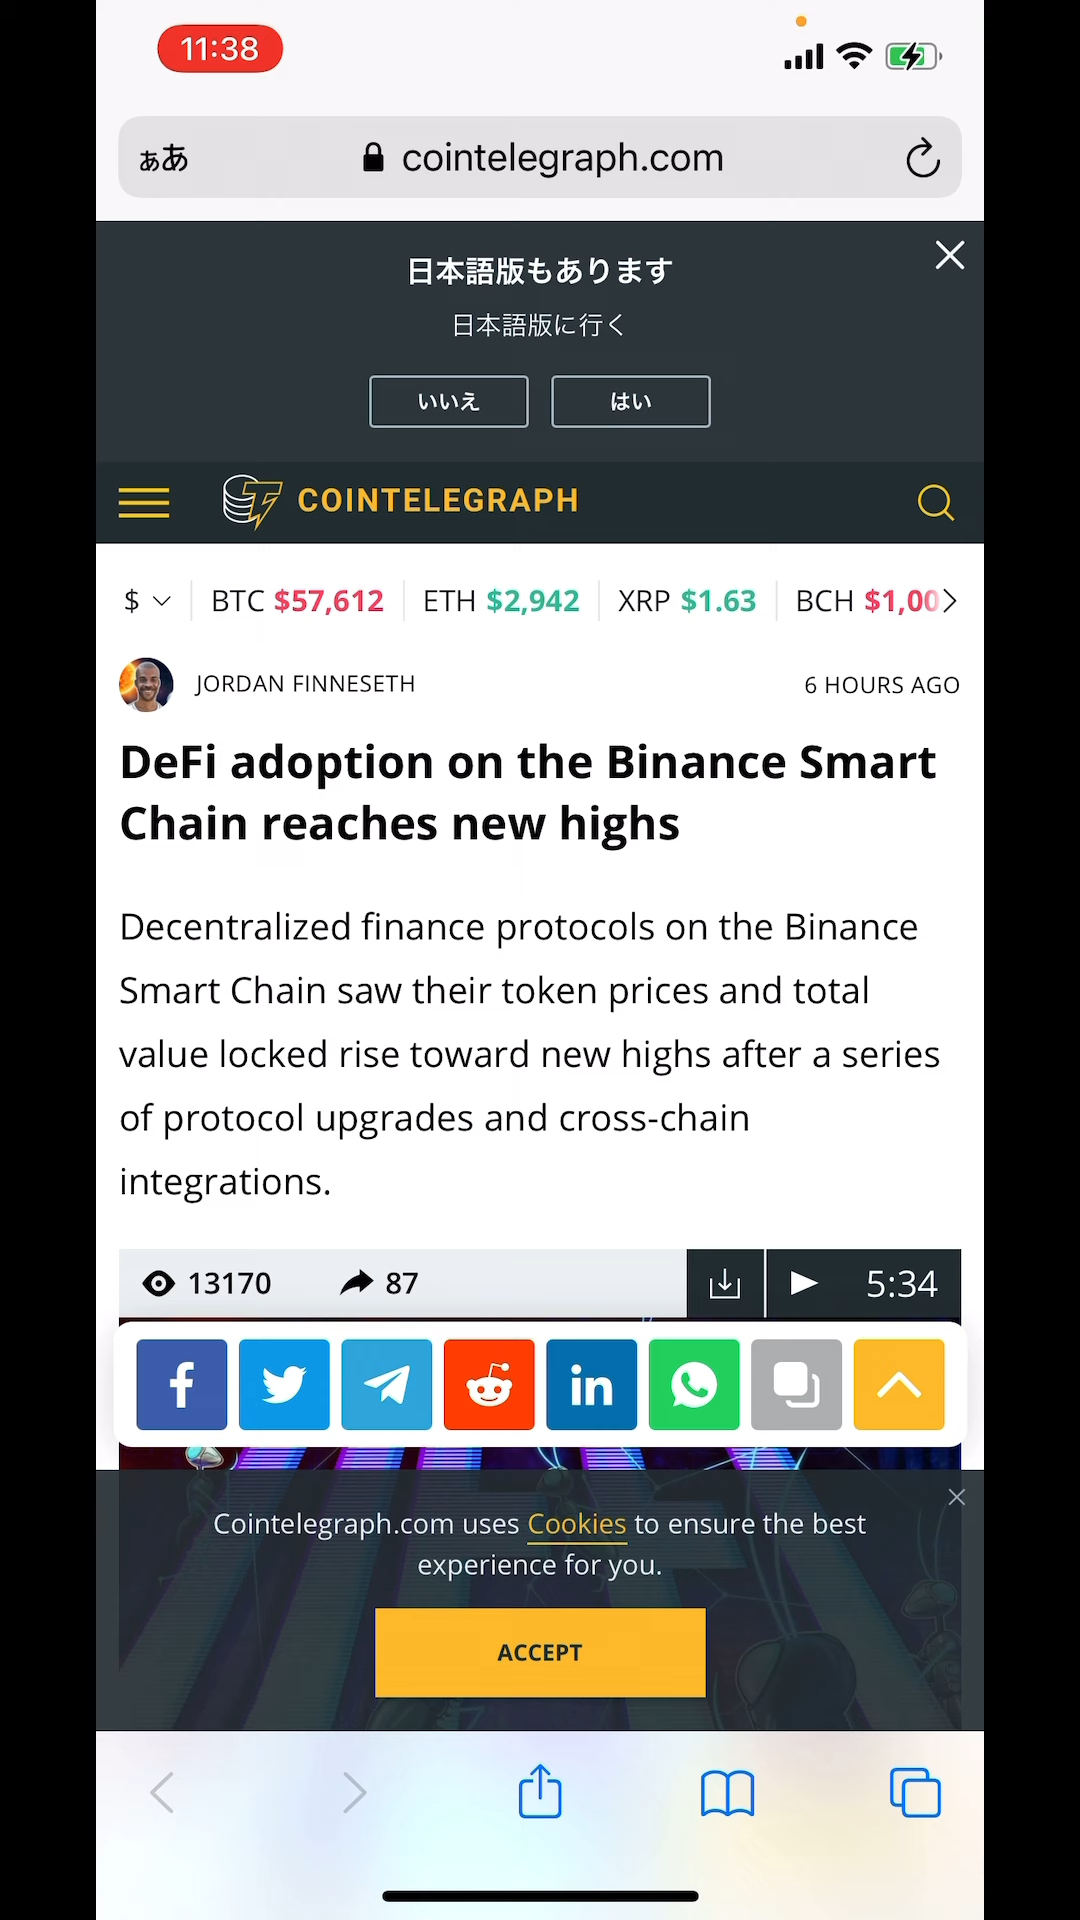 11:38
ぁあ cointelegraph.com
日本語版もあります
日本語版に行く
いいえ はい
COINTELEGRAPH
$ BTC $57,612 ETH $2,942 XRP $1.63 BCH $1,00
JORDAN FINNESETH 6 HOURS AGO
DeFi adoption on the Binance Smart
Chain reaches new highs
Decentralized finance protocols on the Binance
Smart Chain saw their token prices and total
value locked rise toward new highs after a series
of protocol upgrades and cross-chain
integrations.
13170 87 5:34
Cointelegraph.com uses Cookies to ensure the best
experience for you.
ACCEPT